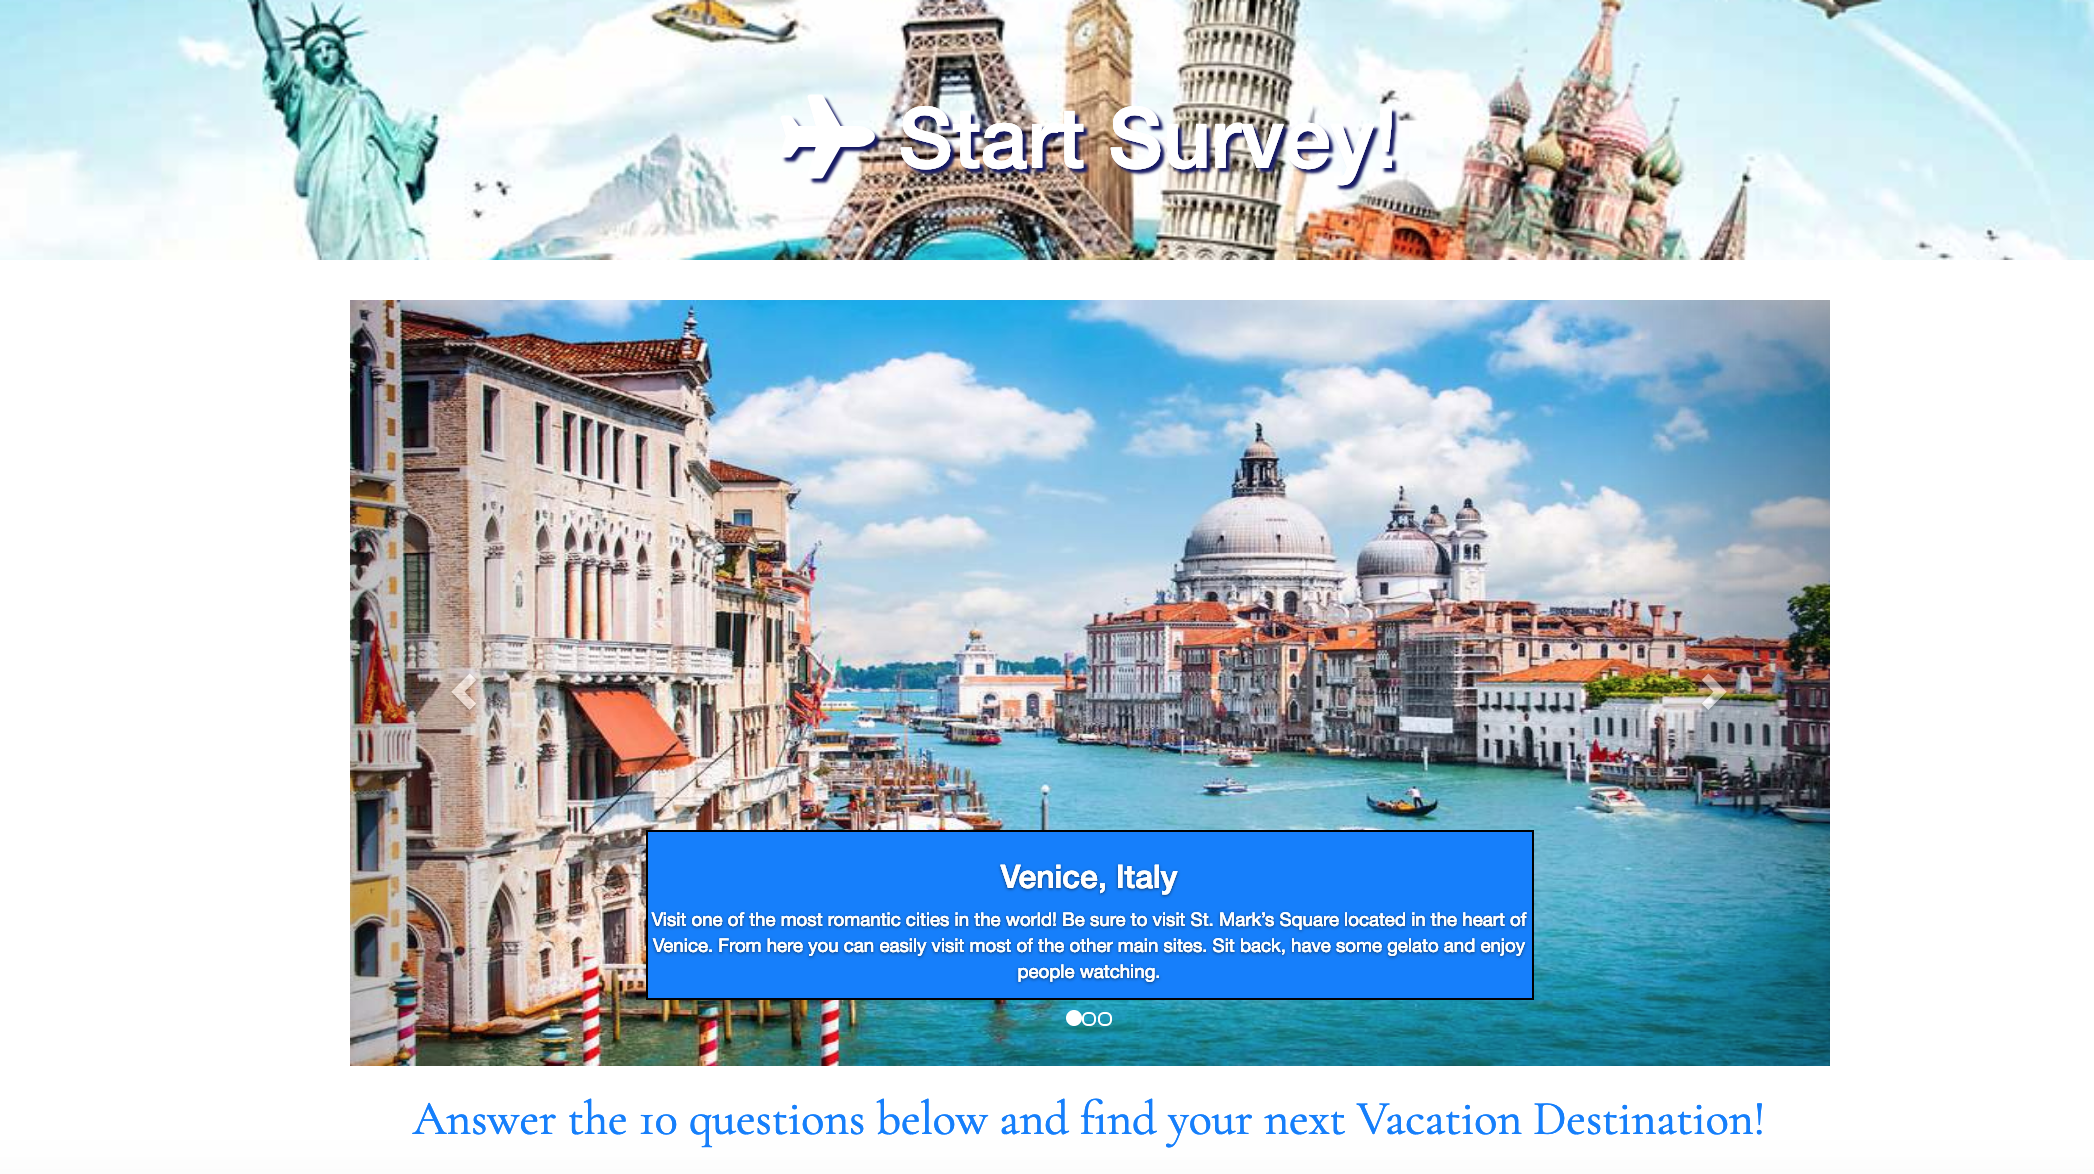 Start Survey!
Venice, Italy
Visit one of the most romantic cities in the world! Be sure to visit St. Mark's Square located in the heart of
Venice. From here you can easily visit most of the other main sites. Sit back, have some gelato and enjoy
people watching.
Answer the 10 questions below and find your next Vacation Destination!